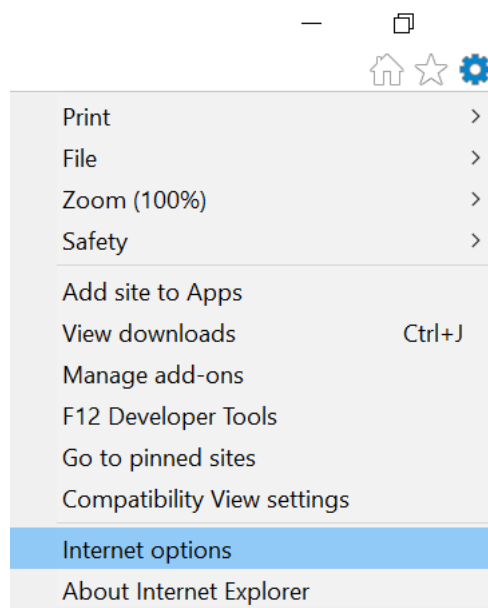 Print
File
Zoom (100%)
Safety
Add site to Apps
View downloads Ctrl+J
Manage add-ons
F12 Developer Tools
Go to pinned sites
Compatibility View settings
Internet options
About Internet Explorer